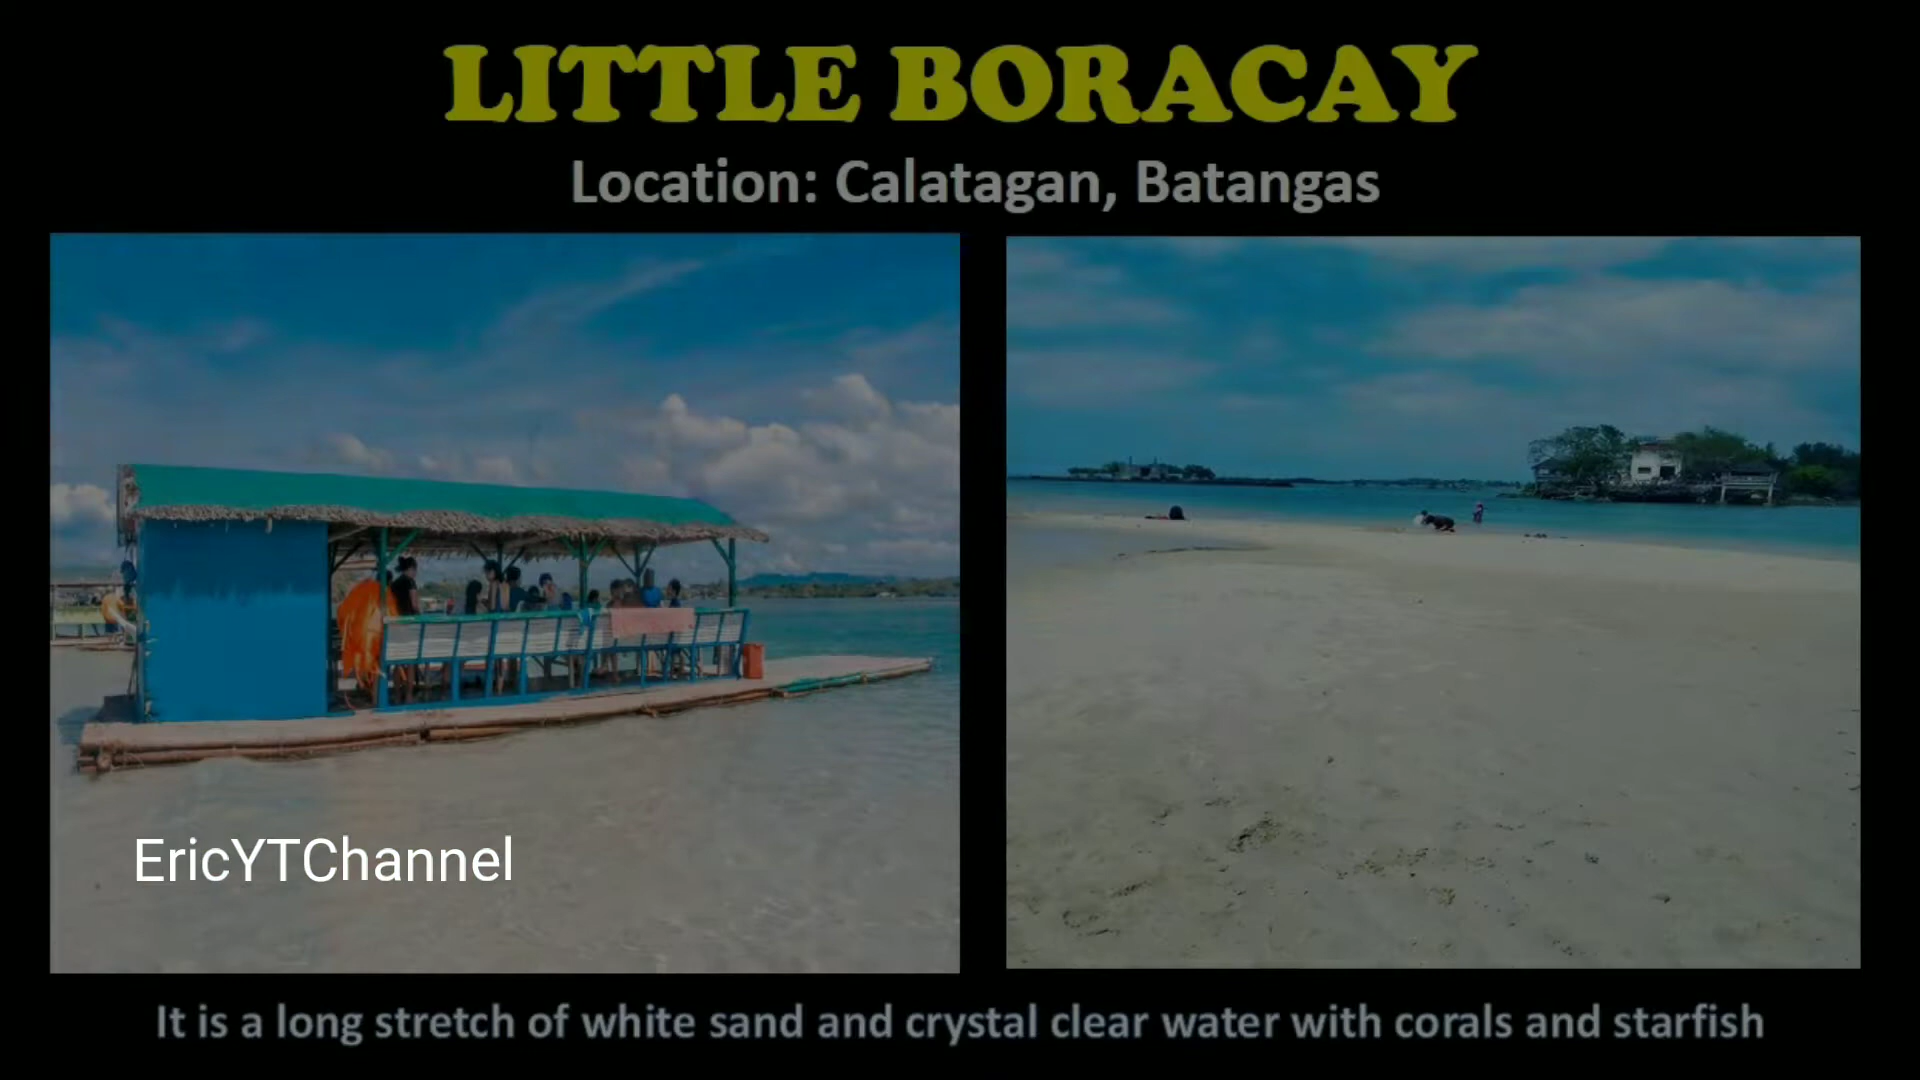 LITTLE BORACAY
Location: Calatagan, Batangas
EricYTChannel
It is a long stretch of white sand and crystal clear water with corals and starfish